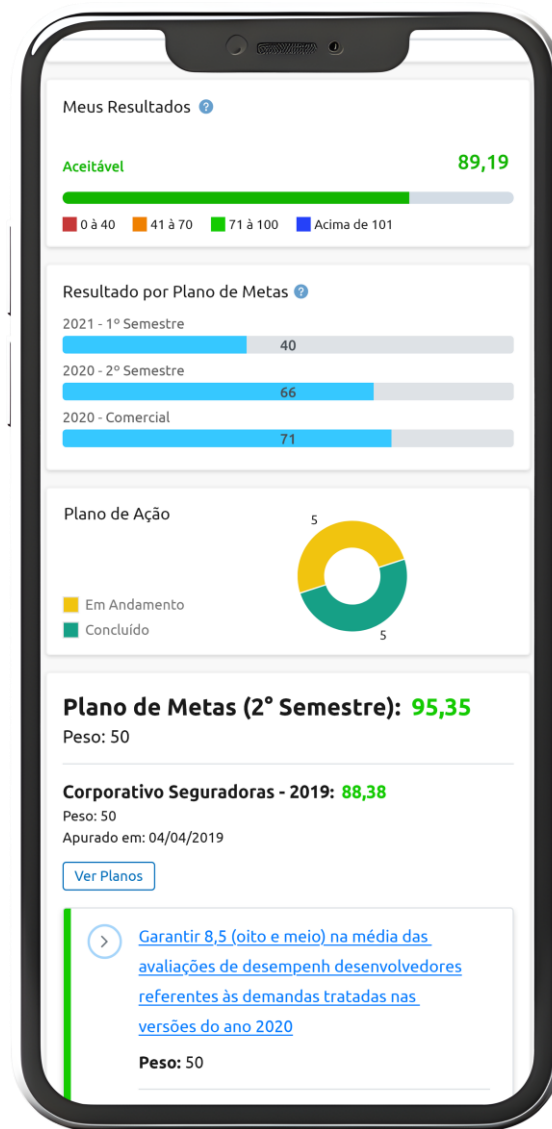 Meus Resultados ?
Aceitável 89,19
0 à 40 41 à 70 71 à 100 Acima de 101
Resultado por Plano de Metas ?
2021 - 1º Semestre
40
2020 - 2º Semestre
66
2020 - Comercial
71
Plano de Ação
5
Em Andamento
Concluído
5
Plano de Metas (2° Semestre): 95,35
Peso: 50
Corporativo Seguradoras - 2019: 88,38
Peso: 50
Apurado em: 04/04/2019
Ver Planos
Garantir 8,5 (oito e meio) na média das
avaliações de desempenh desenvolvedores
referentes às demandas tratadas nas
versões do ano 2020
Peso: 50